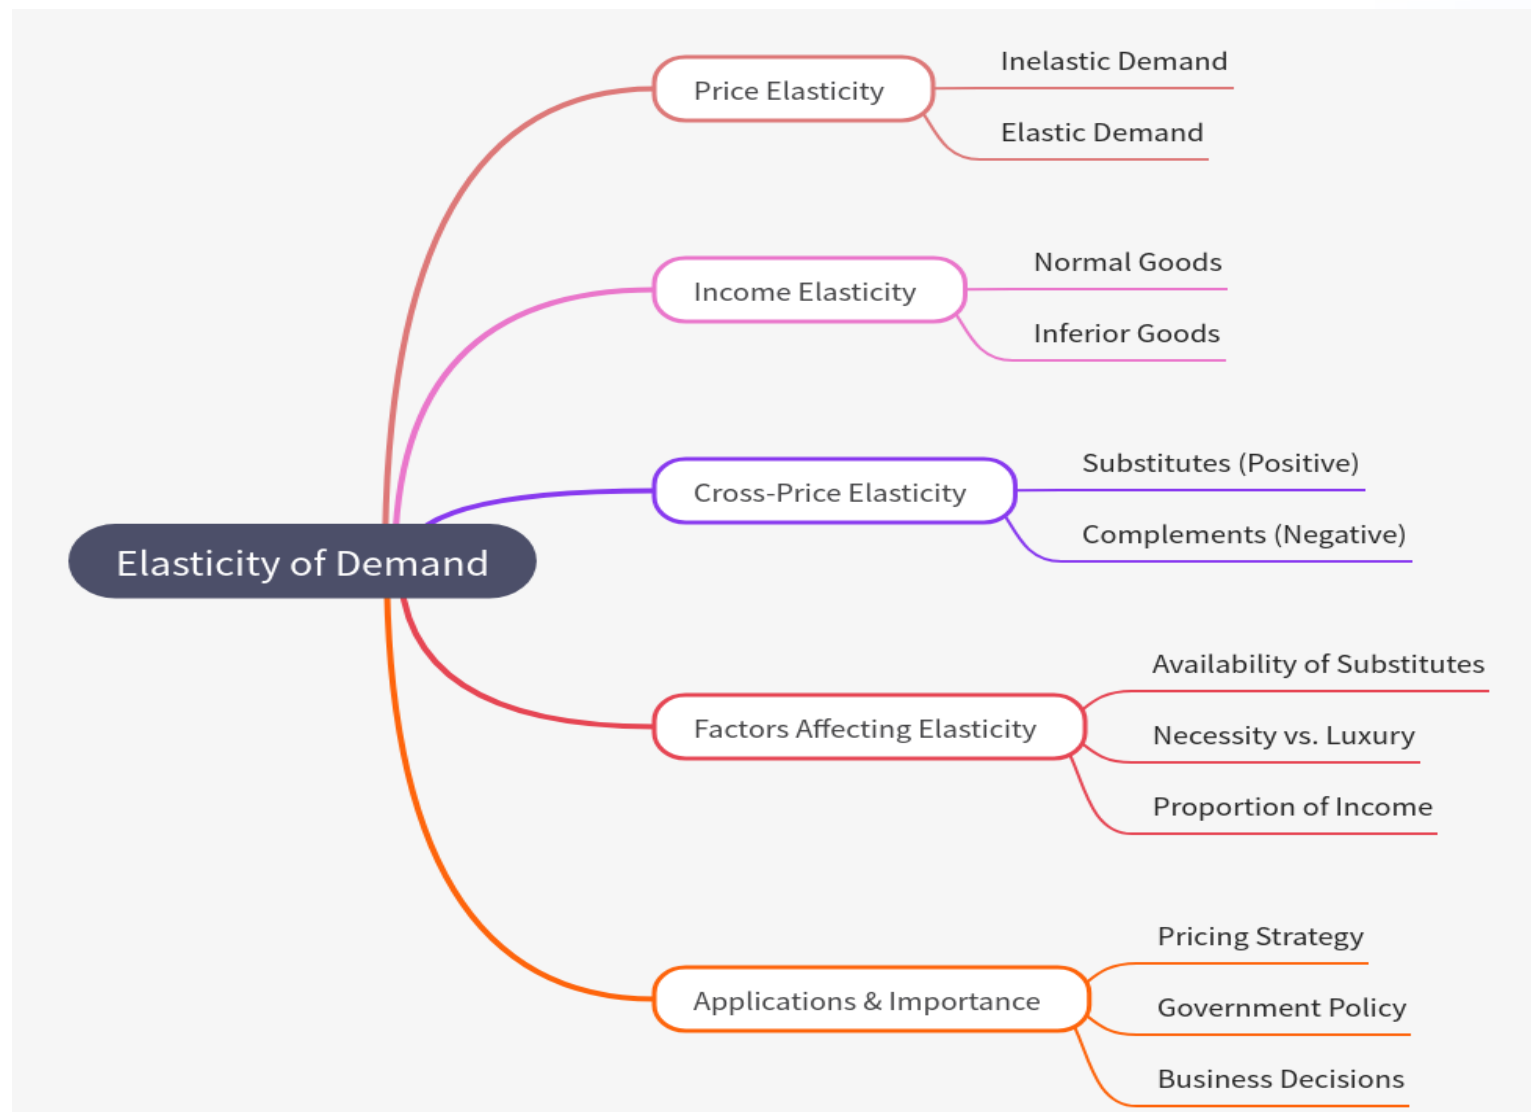 Elasticity of Demand
Price Elasticity
Inelastic Demand
Elastic Demand
Income Elasticity
Normal Goods
Inferior Goods
Cross-Price Elasticity
Substitutes (Positive)
Complements (Negative)
Factors Affecting Elasticity
Availability of Substitutes
Necessity vs. Luxury
Proportion of Income
Applications & Importance
Pricing Strategy
Government Policy
Business Decisions